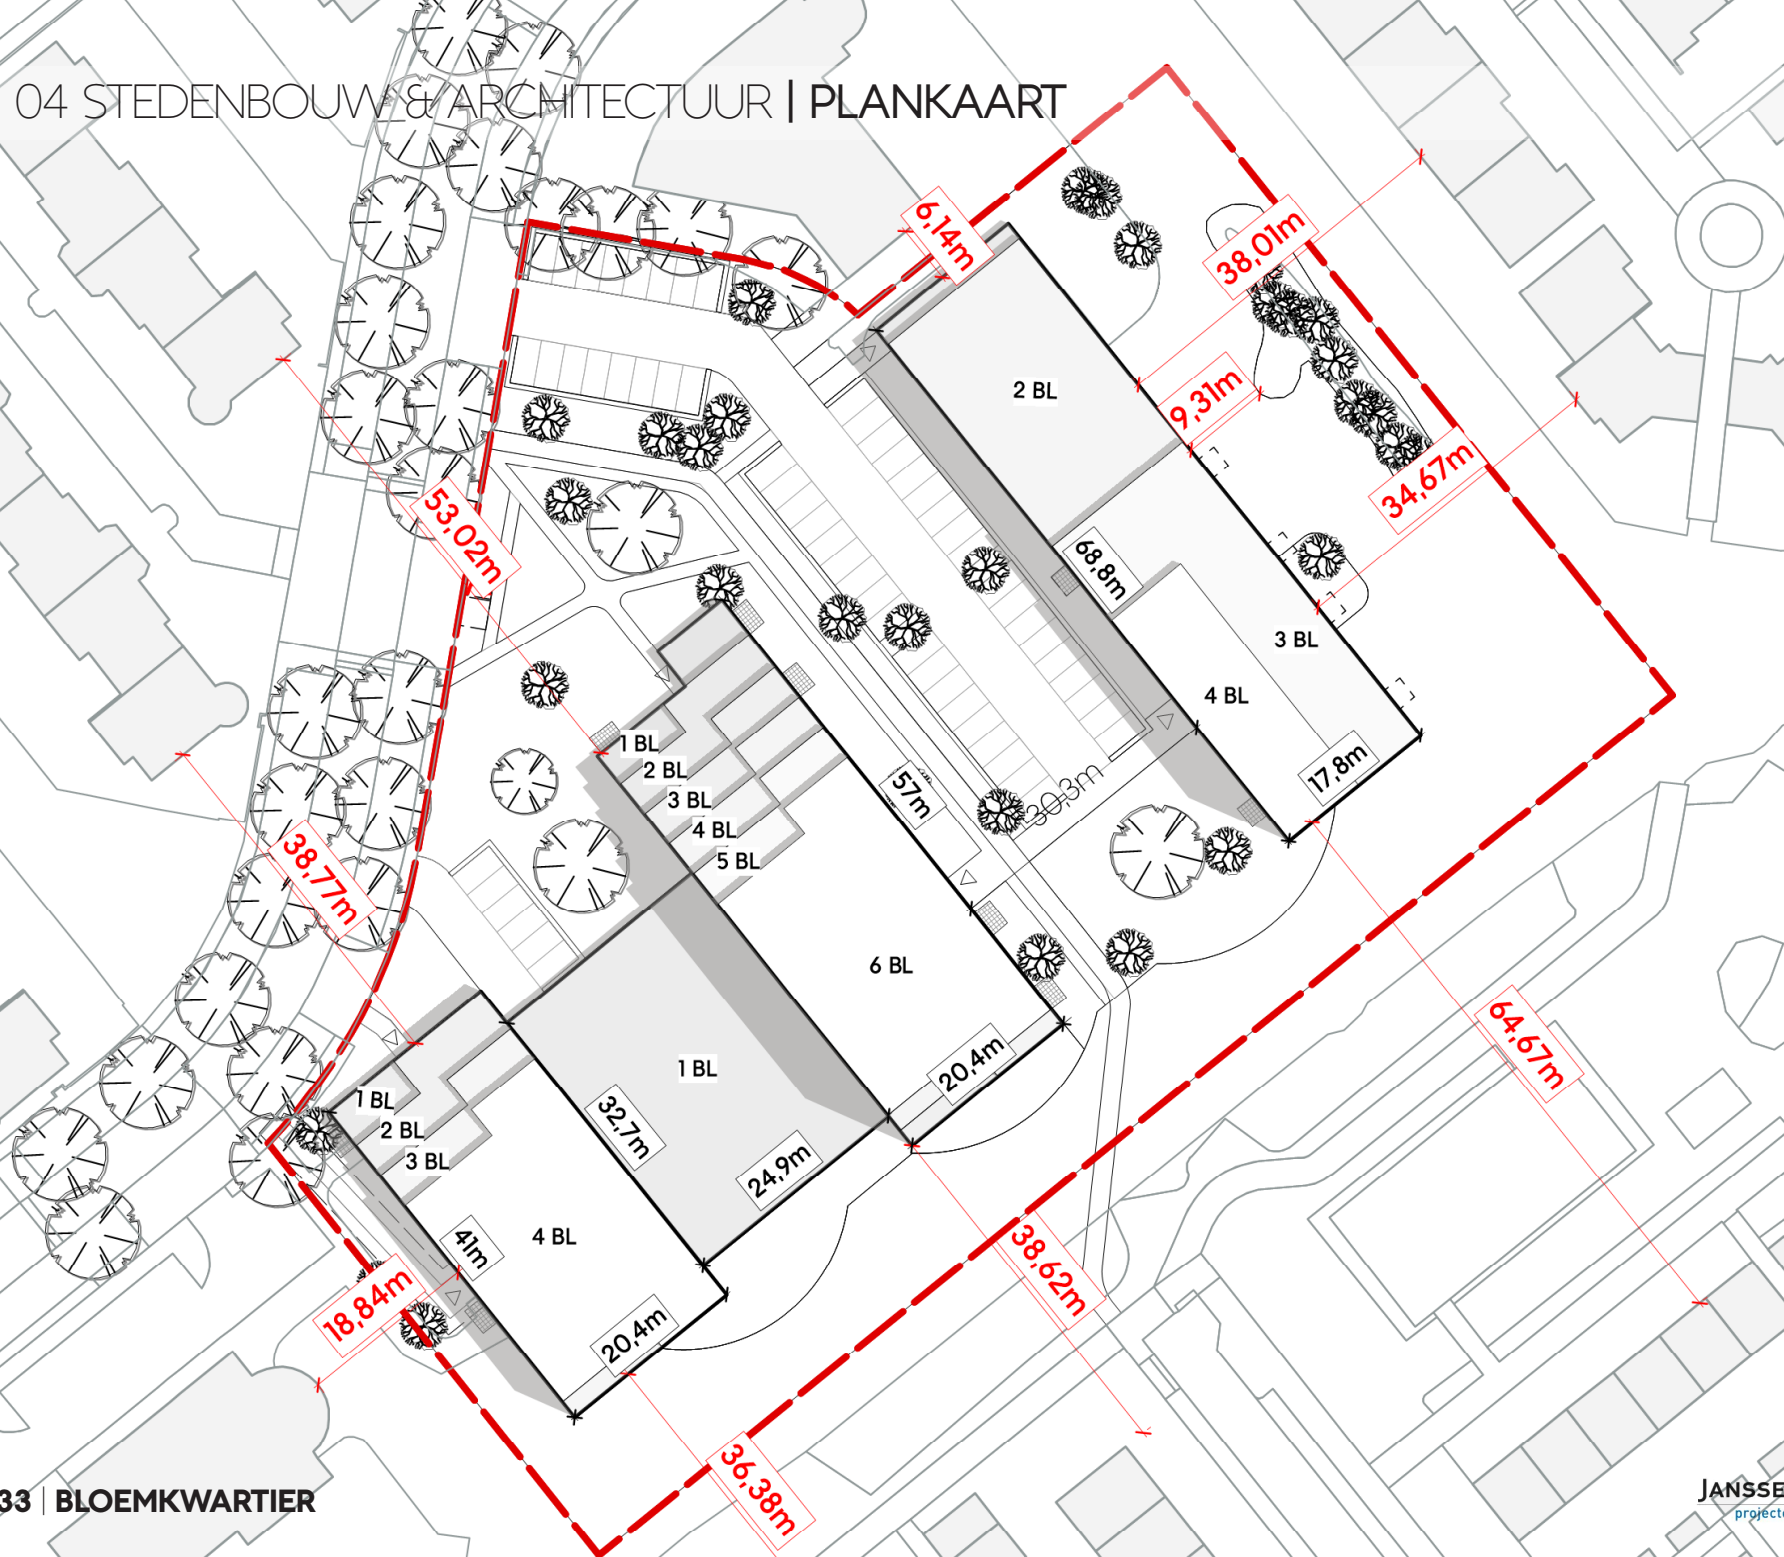 04 STEDENBOUW & ARCHITECTUUR | PLANKAART
6,14m
38,01m
2 BL
9,31m
34,67m
53,02m
68,8m
3 BL
4 BL
1 BL
2 BL
3 BL
4 BL
5 BL
57m
30,3m
17,8m
38,77m
6 BL
64,67m
20,4m
1 BL
1 BL
2 BL
3 BL
32,7m
24,9m
4 BL
41m
38,62m
18,84m
20,4m
36,38m
33 | BLOEMKWARTIER
JANSSE
project